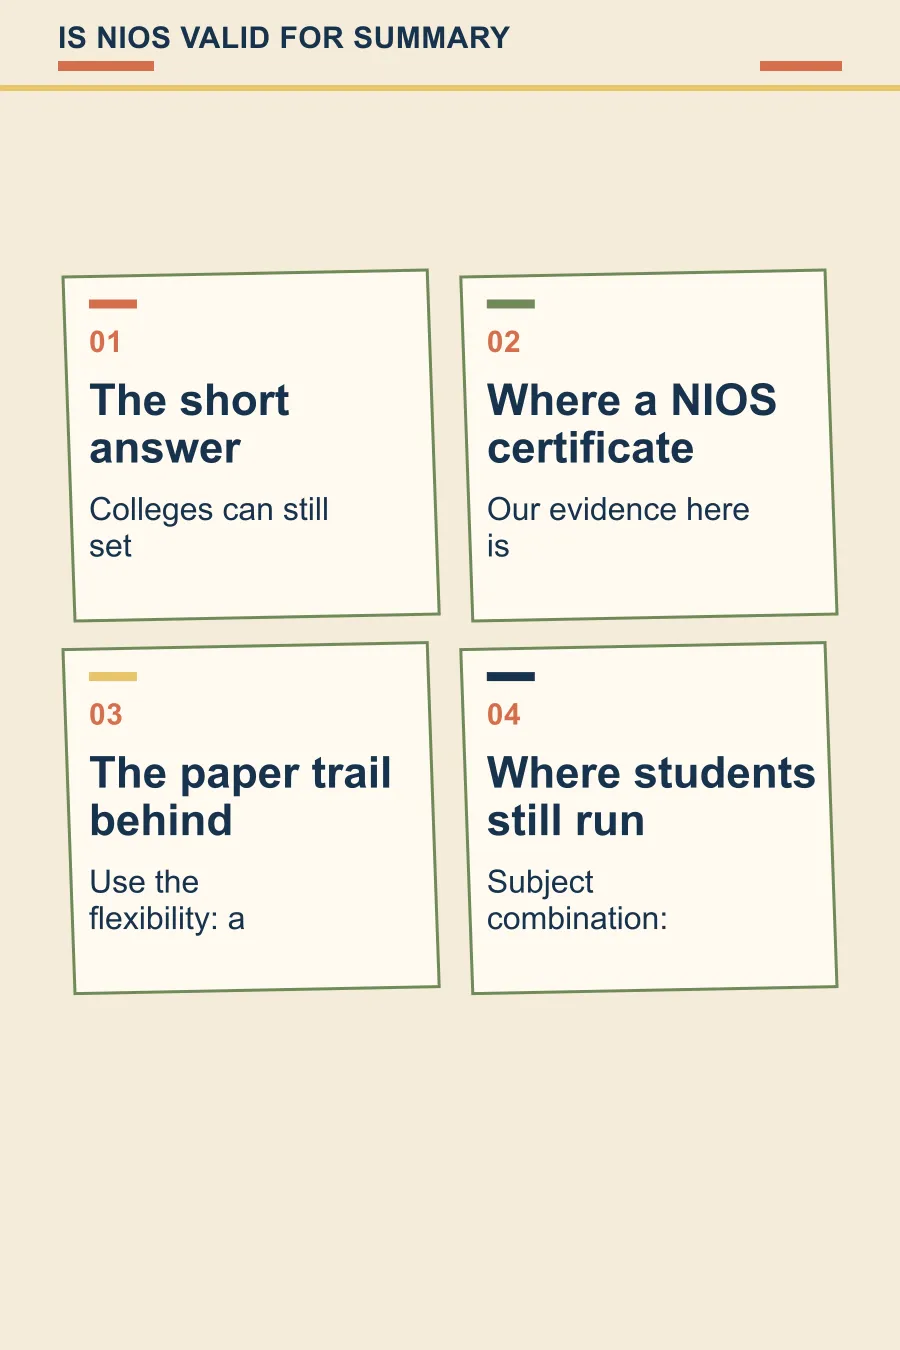 IS NIOS VALID FOR SUMMARY
01
The short
answer
Colleges can still
set
02
Where a NIOS
certificate
Our evidence here
is
03
The paper trail
behind
Use the
flexibility: a
04
Where students
still run
Subject
combination: